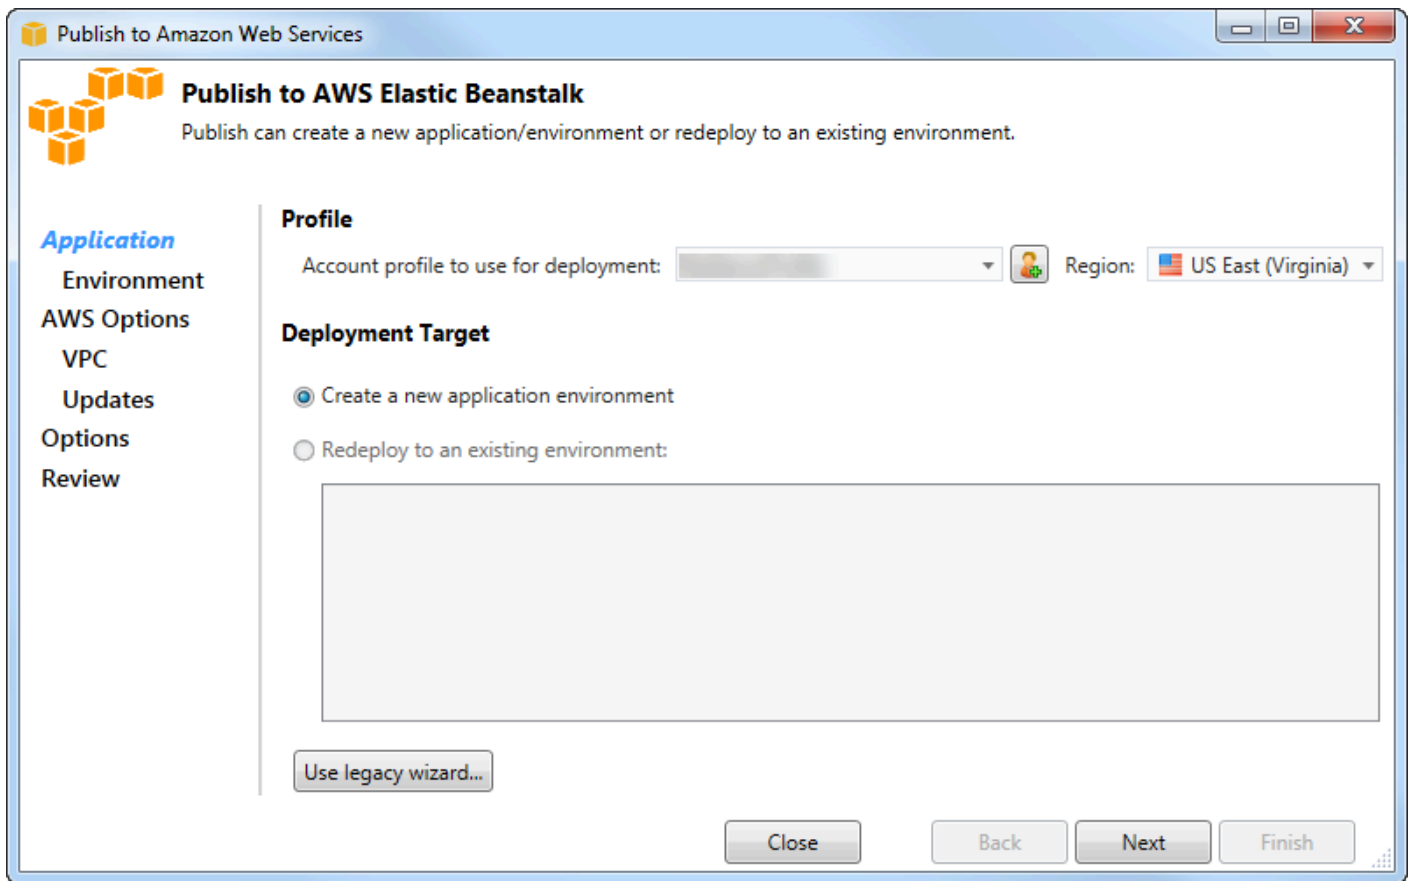 Publish to Amazon Web Services
Publish to AWS Elastic Beanstalk
Publish can create a new application/environment or redeploy to an existing environment.
Application
Environment
AWS Options
VPC
Updates
Options
Review
Profile
Account profile to use for deployment:
Region: US East (Virginia)
Deployment Target
Create a new application environment
Redeploy to an existing environment:
Use legacy wizard...
Close Back Next Finish